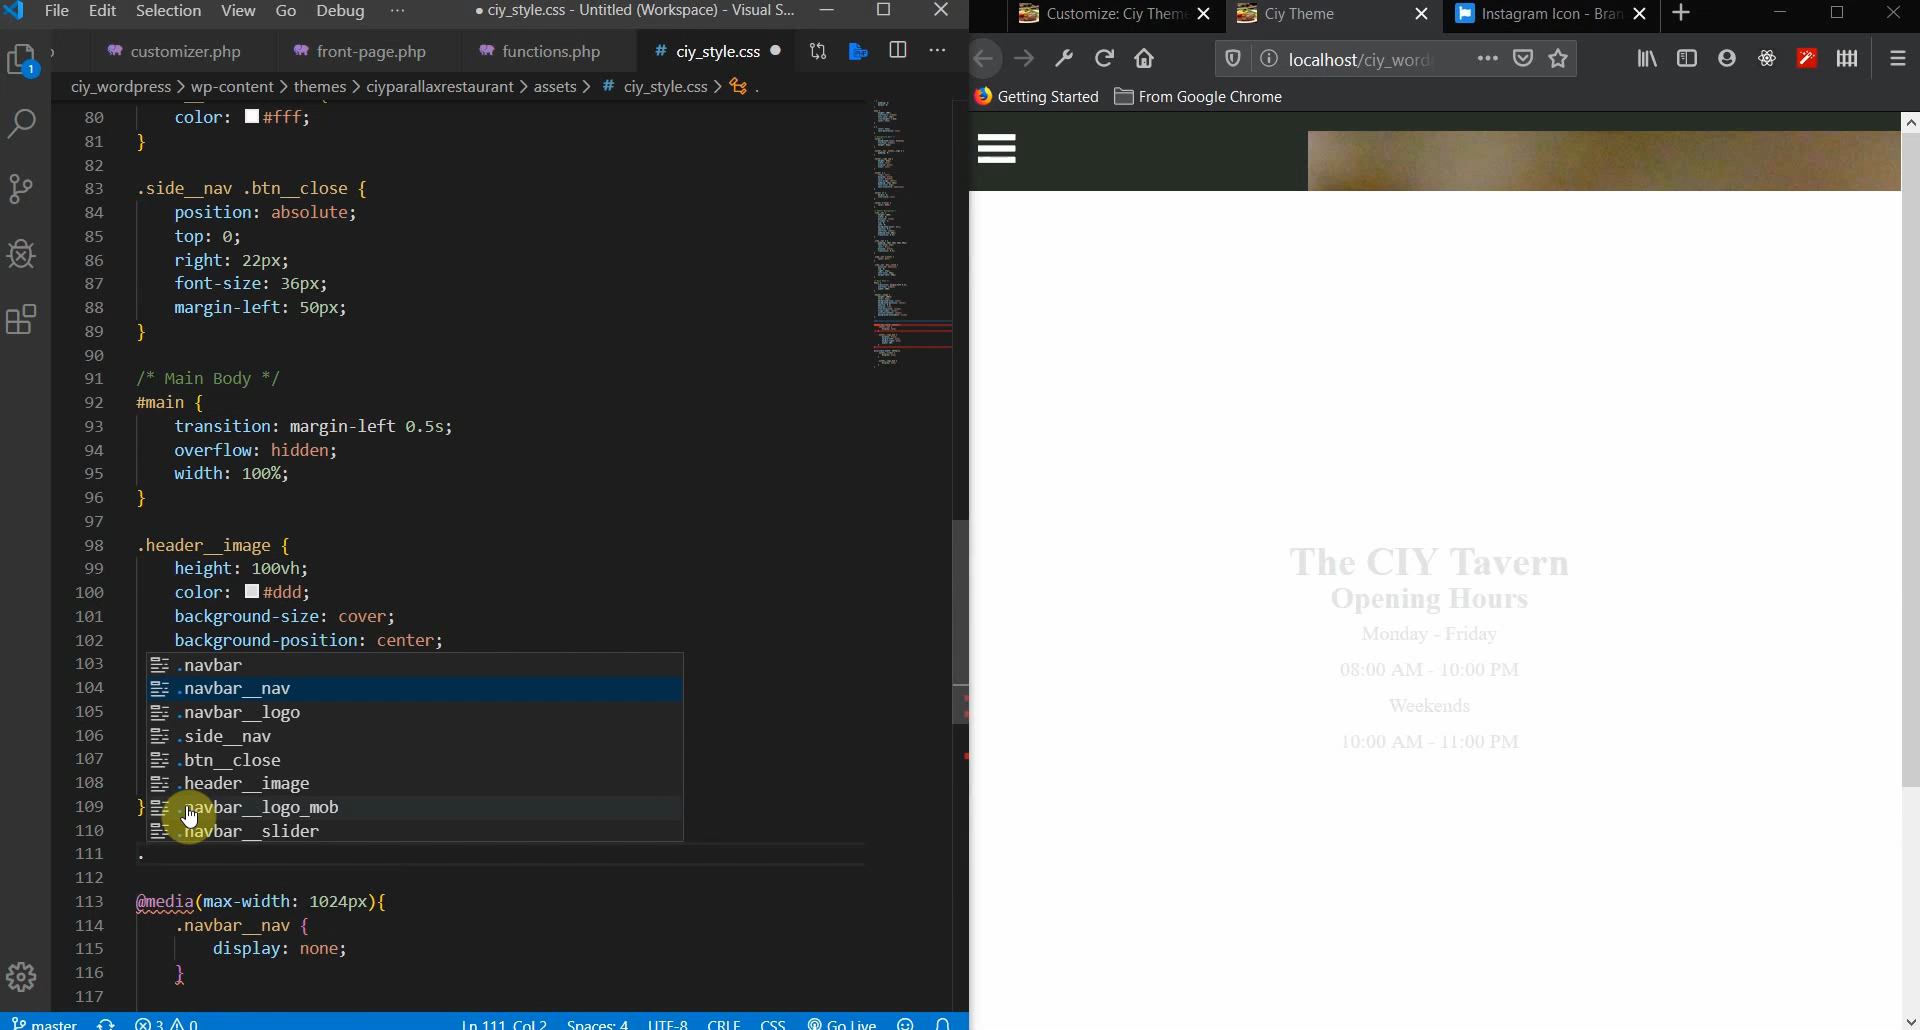 File Edit Selection View Go Debug ··· ● ciy_style.css - Untitled (Workspace) - Visual S...
customizer.php front-page.php functions.php # ciy_style.css ●
ciy_wordpress > wp-content > themes > ciyparallaxrestaurant > assets > # ciy_style.css > .
80 color: #fff;
81 }
82
83 .side__nav .btn__close {
84 position: absolute;
85 top: 0;
86 right: 22px;
87 font-size: 36px;
88 margin-left: 50px;
89 }
90
91 /* Main Body */
92 #main {
93 transition: margin-left 0.5s;
94 overflow: hidden;
95 width: 100%;
96 }
97
98 .header__image {
99 height: 100vh;
100 color: #ddd;
101 background-size: cover;
102 background-position: center;
103 .navbar
104 .navbar__nav
105 .navbar__logo
106 .side__nav
107 .btn__close
108 .header__image
109 } .navbar__logo_mob
110 .navbar__slider
111 .
112
113 @media(max-width: 1024px){
114 .navbar__nav {
115 display: none;
116 }
117
master 3 0 Ln 111, Col 2 Spaces: 4 UTF-8 CRLF CSS Go Live
1
Customize: Ciy Theme Ciy Theme Instagram Icon - Bran
localhost/ciy_word ···
Getting Started From Google Chrome
The CIY Tavern
Opening Hours
Monday - Friday
08:00 AM - 10:00 PM
Weekends
10:00 AM - 11:00 PM